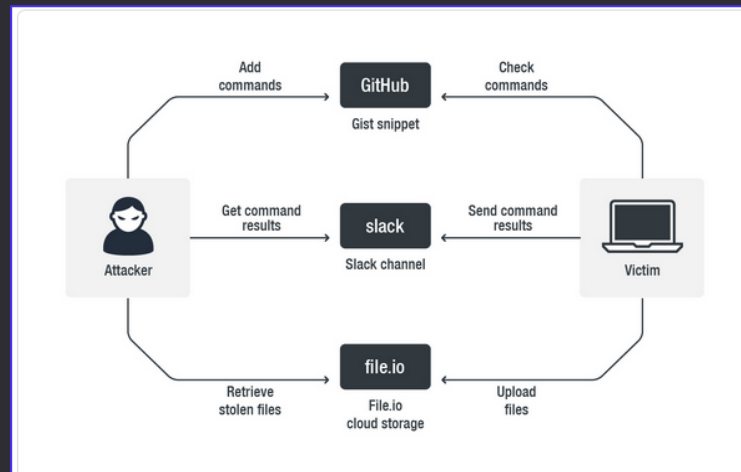 Add
commands
GitHub
Check
commands
Gist snippet
Get command
results
slack
Send command
results
Attacker
Slack channel
Victim
file.io
Retrieve
stolen files
File.io
cloud storage
Upload
files